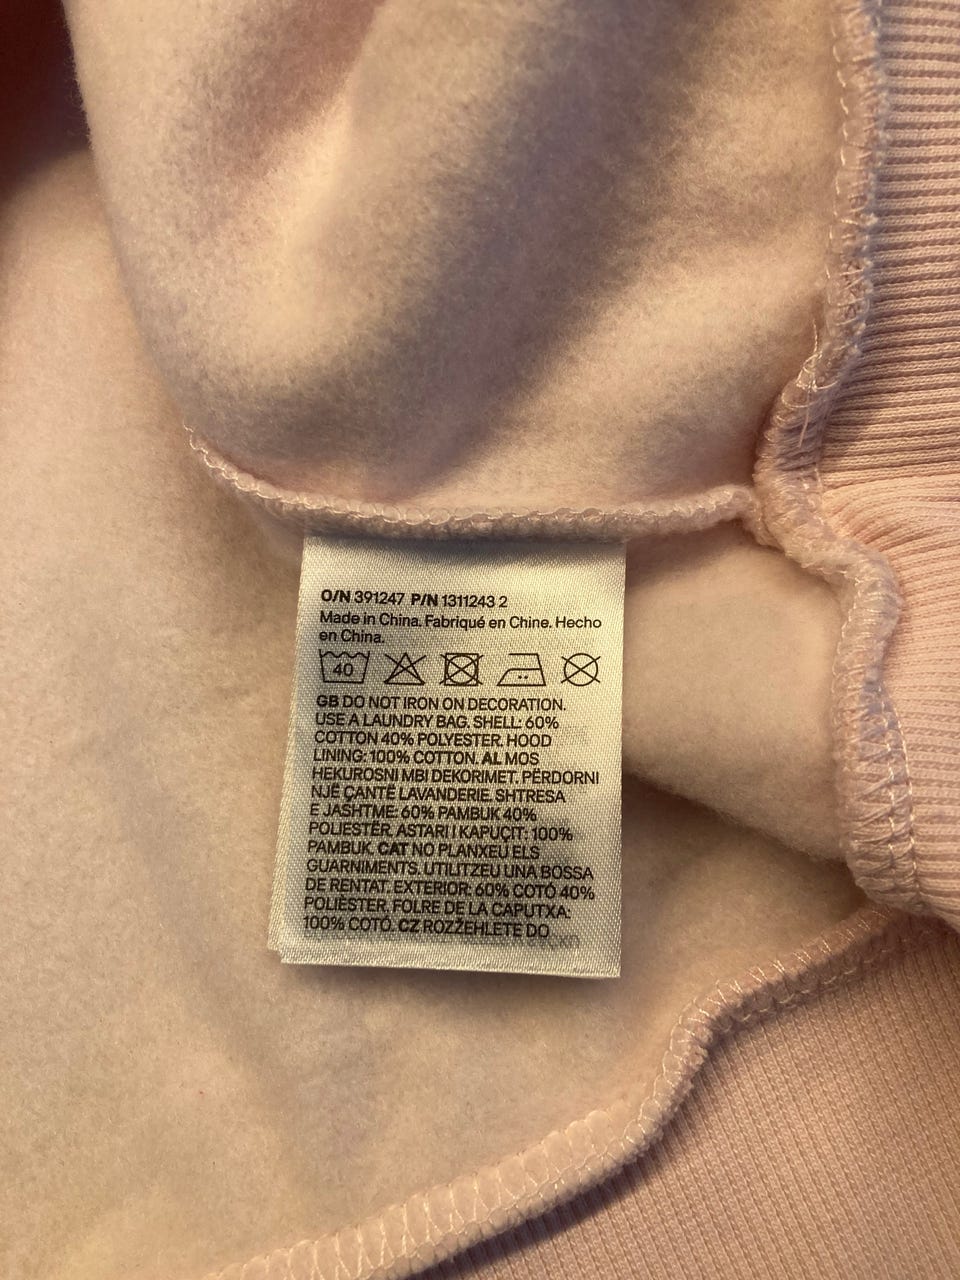 O/N 391247 P/N 1311243 2
Made in China. Fabriqué en Chine. Hecho
en China.
40
GB DO NOT IRON ON DECORATION.
USE A LAUNDRY BAG. SHELL: 60%
COTTON 40% POLYESTER. HOOD
LINING: 100% COTTON. AL MOS
HEKUROSNI MBI DEKORIMET. PËRDORNI
NJË ÇANTË LAVANDERIE. SHTRESA
E JASHTME: 60% PAMBUK 40%
POLIESTËR. ASTARI I KAPUÇIT: 100%
PAMBUK. CAT NO PLANXEU ELS
GUARNIMENTS. UTILITZEU UNA BOSSA
DE RENTAT. EXTERIOR: 60% COTÓ 40%
POLIÈSTER. FOLRE DE LA CAPUTXA:
100% COTÓ. CZ ROZŽEHLETE DO